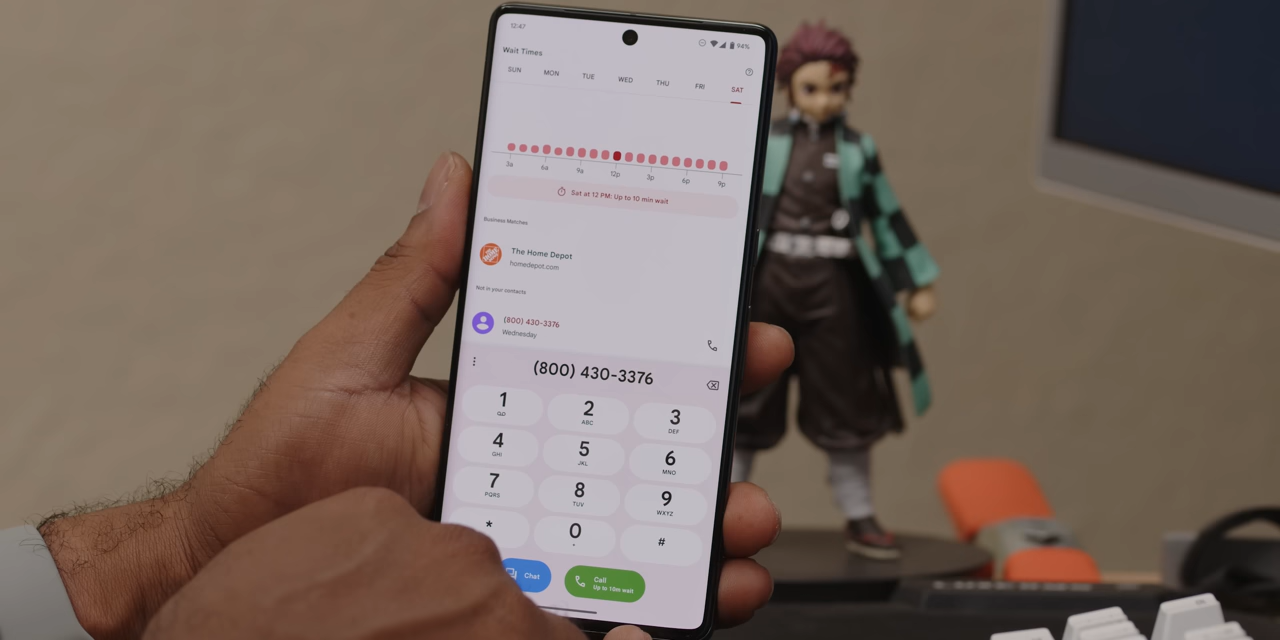 12:47
94%
Wait Times
SUN MON TUE WED THU FRI SAT
3a 6a 9a 12p 3p 6p 9p
Sat at 12 PM: Up to 10 min wait
Business Matches
The Home Depot
homedepot.com
Not in your contacts
(800) 430-3376
Wednesday
(800) 430-3376
1 2 3
ABC DEF
4 5 6
GHI JKL MNO
7 8 9
PQRS TUV WXYZ
* 0 #
Chat
Call
Up to 10m wait